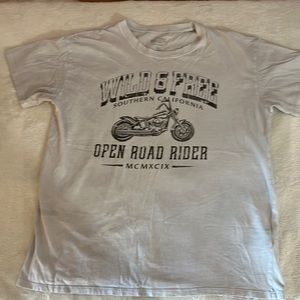 WILD & FREE
SOUTHERN CALIFORNIA
OPEN ROAD RIDER
MCMXCIX